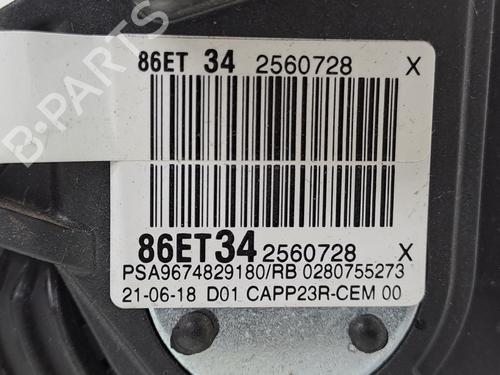 B-PARTS
86ET 34 2560728 X
86ET34 2560728 X
PSA9674829180/RB 0280755273
21-06-18 D01 CAPP23R-CEM 00